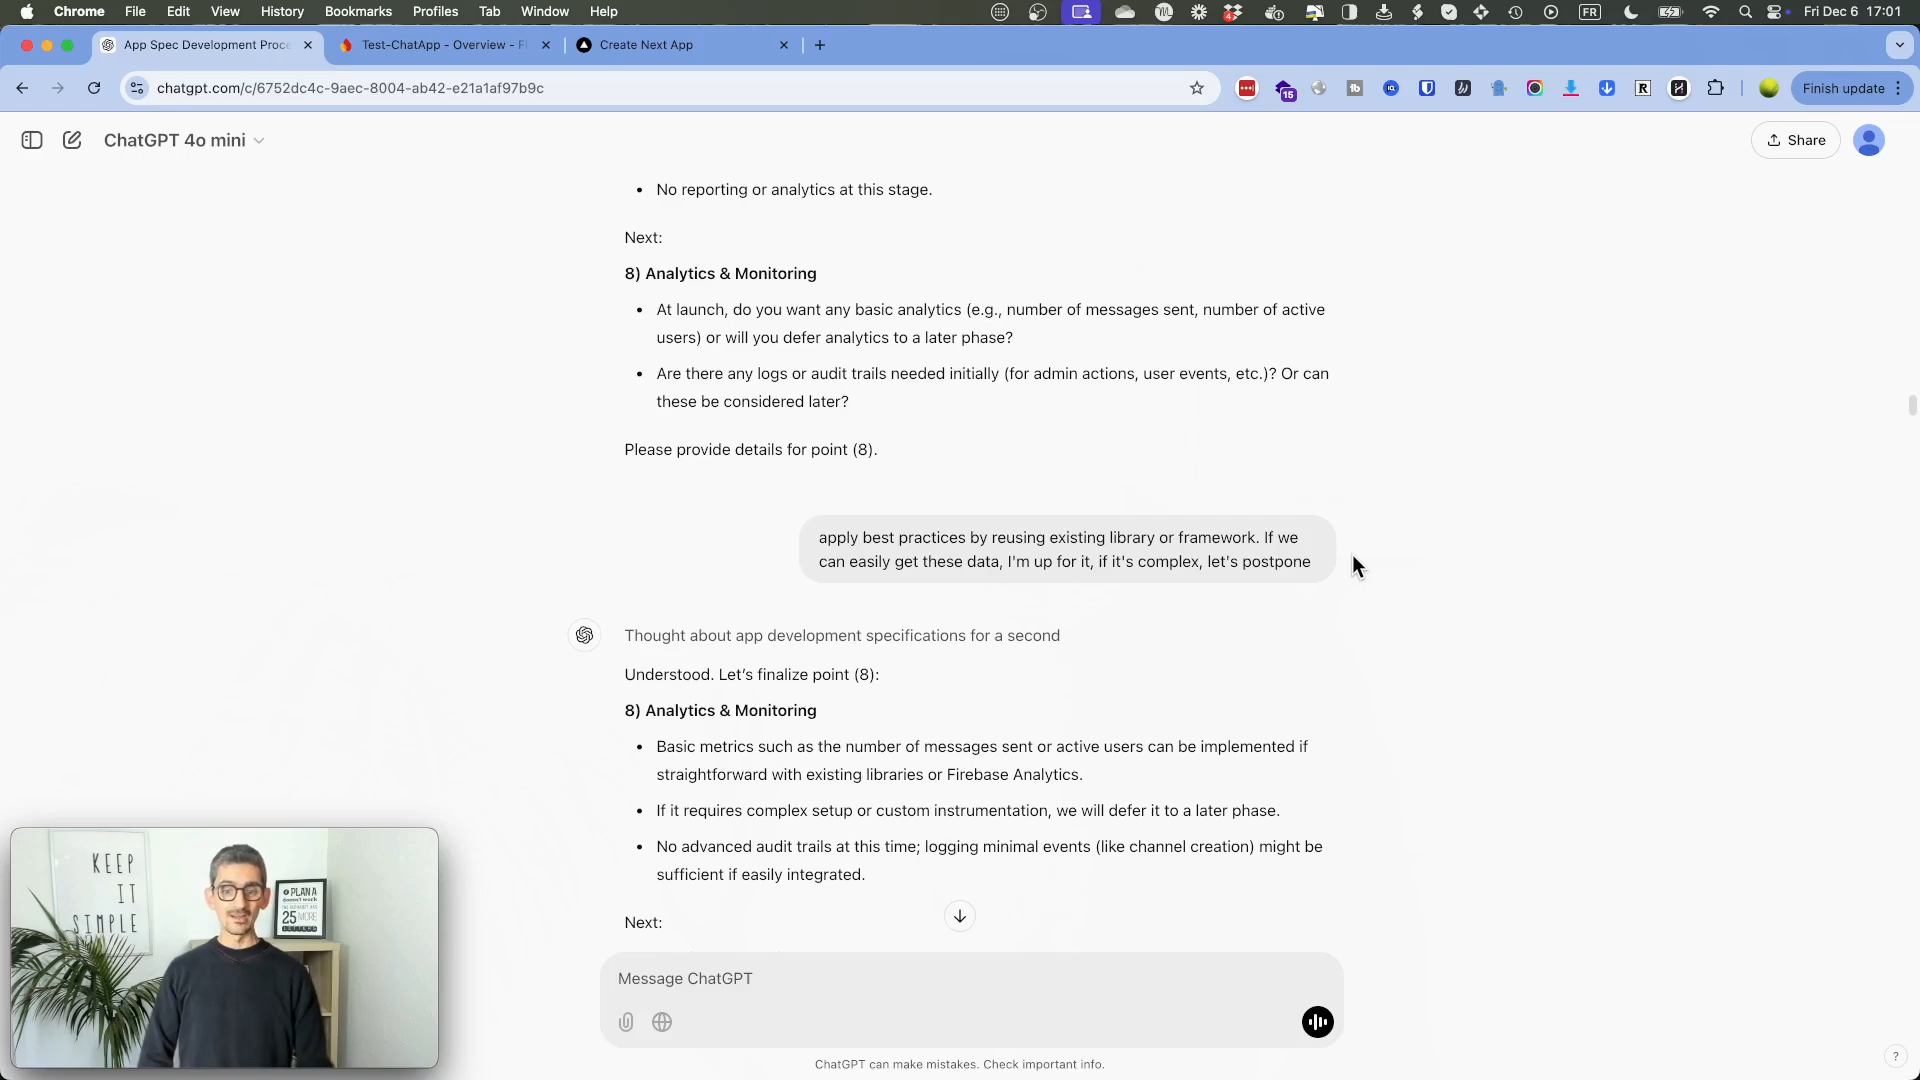 Chrome File Edit View History Bookmarks Profiles Tab Window Help
FR Fri Dec 6 17:01
App Spec Development Proc
Test-ChatApp - Overview - F
Create Next App
chatgpt.com/c/6752dc4c-9aec-8004-ab42-e21a1af97b9c
15
Finish update
ChatGPT 4o mini
Share
• No reporting or analytics at this stage.
Next:
8) Analytics & Monitoring
• At launch, do you want any basic analytics (e.g., number of messages sent, number of active
users) or will you defer analytics to a later phase?
• Are there any logs or audit trails needed initially (for admin actions, user events, etc.)? Or can
these be considered later?
Please provide details for point (8).
apply best practices by reusing existing library or framework. If we
can easily get these data, I'm up for it, if it's complex, let's postpone
Thought about app development specifications for a second
Understood. Let’s finalize point (8):
8) Analytics & Monitoring
• Basic metrics such as the number of messages sent or active users can be implemented if
straightforward with existing libraries or Firebase Analytics.
• If it requires complex setup or custom instrumentation, we will defer it to a later phase.
• No advanced audit trails at this time; logging minimal events (like channel creation) might be
sufficient if easily integrated.
Next:
Message ChatGPT
ChatGPT can make mistakes. Check important info.
?
KEEP
IT
SIMPLE
PLAN A
doesn't work
25 MORE
LETTERS